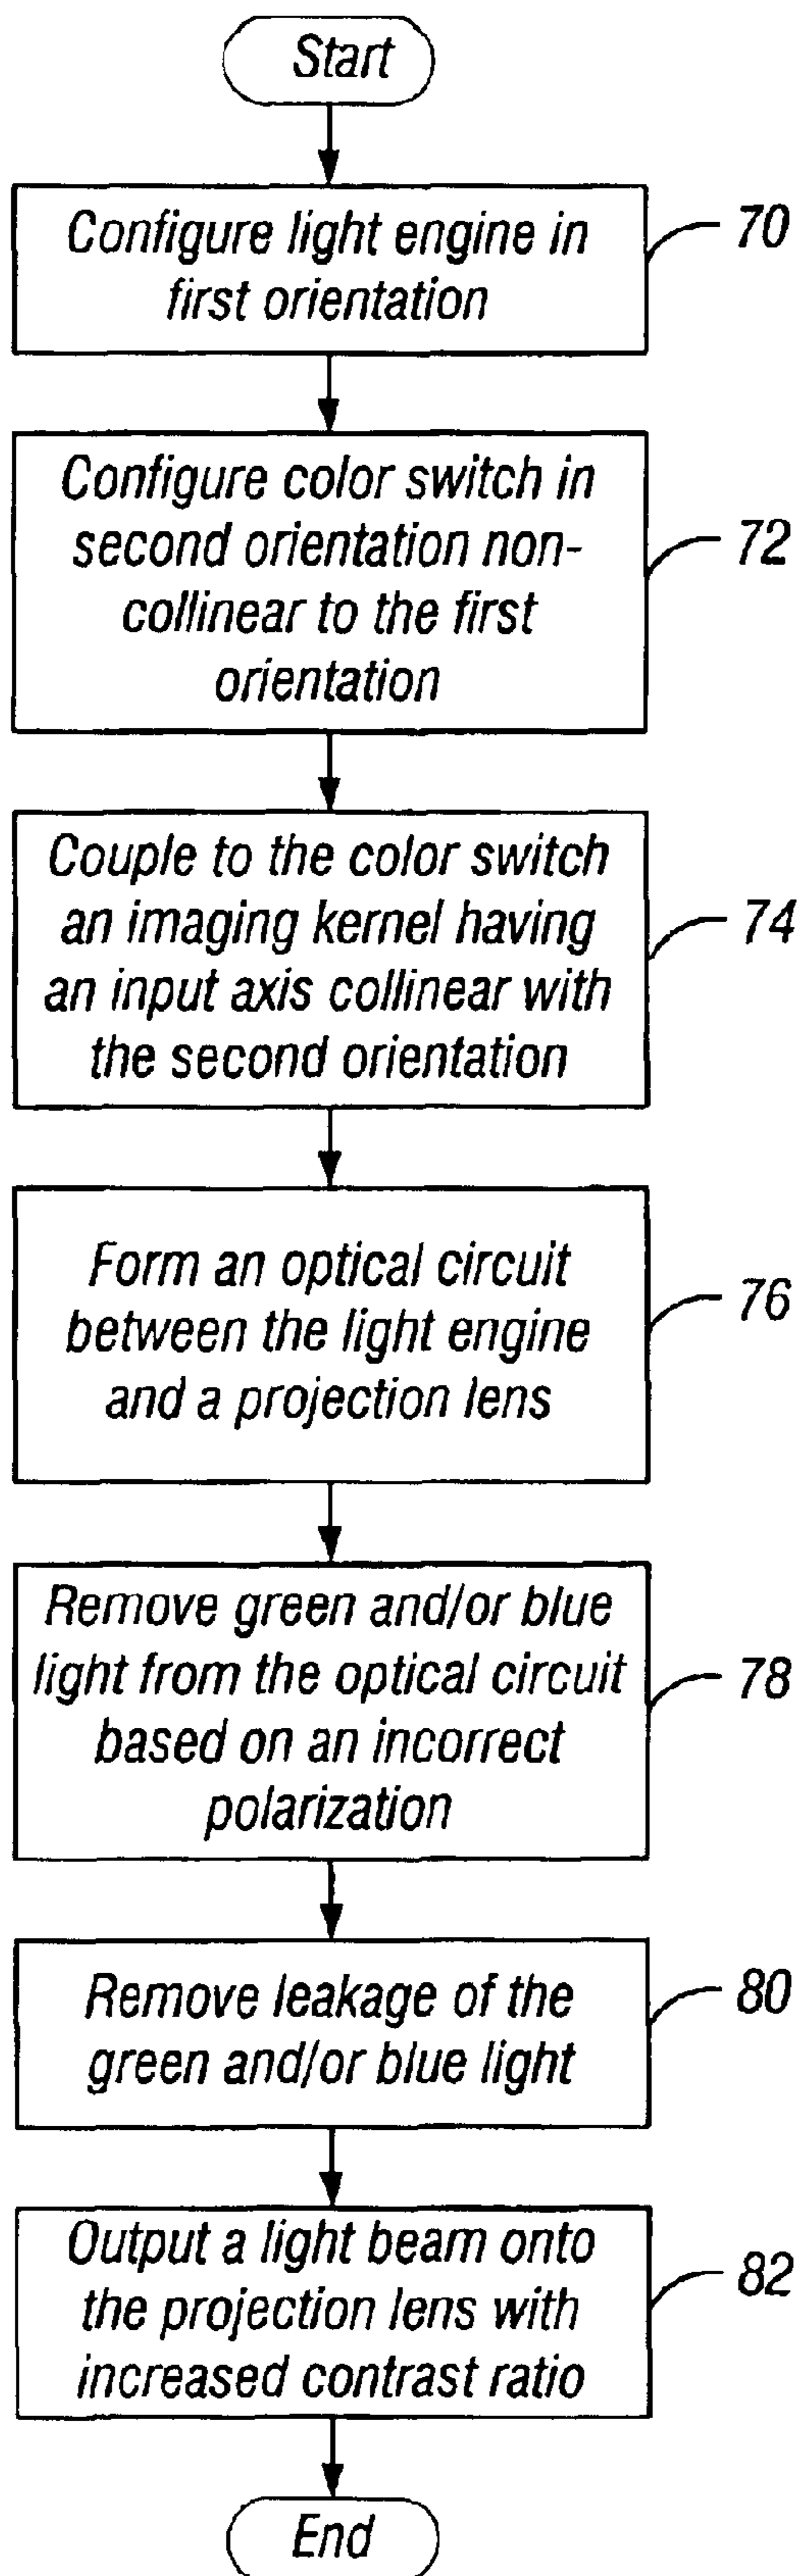 Start
Configure light engine in
first orientation
70
Configure color switch in
second orientation non-
collinear to the first
orientation
72
Couple to the color switch
an imaging kernel having
an input axis collinear with
the second orientation
74
Form an optical circuit
between the light engine
and a projection lens
76
Remove green and/or blue
light from the optical circuit
based on an incorrect
polarization
78
Remove leakage of the
green and/or blue light
80
Output a light beam onto
the projection lens with
increased contrast ratio
82
End